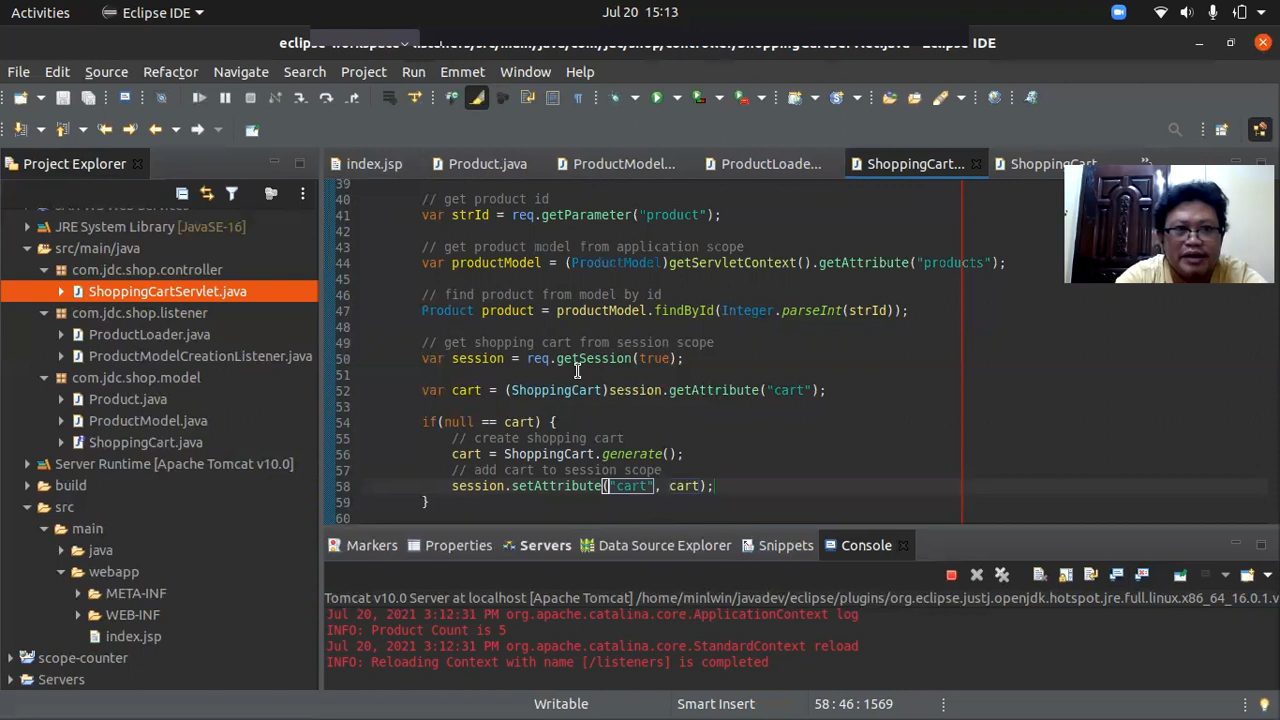 Activities
Eclipse IDE
Jul 20 15:13
Eclipse IDE
File Edit Source Refactor Navigate Search Project Run Emmet Window Help
Project Explorer
index.jsp
Product.java
ProductModel...
ProductLoade...
ShoppingCart...
ShoppingCart
JRE System Library [JavaSE-16]
src/main/java
com.jdc.shop.controller
ShoppingCartServlet.java
com.jdc.shop.listener
ProductLoader.java
ProductModelCreationListener.java
com.jdc.shop.model
Product.java
ProductModel.java
ShoppingCart.java
Server Runtime [Apache Tomcat v10.0]
build
src
main
java
webapp
META-INF
WEB-INF
index.jsp
scope-counter
Servers
39
40 // get product id
41 var strId = req.getParameter("product");
42
43 // get product model from application scope
44 var productModel = (ProductModel)getServletContext().getAttribute("products");
45
46 // find product from model by id
47 Product product = productModel.findById(Integer.parseInt(strId));
48
49 // get shopping cart from session scope
50 var session = req.getSession(true);
51
52 var cart = (ShoppingCart)session.getAttribute("cart");
53
54 if(null == cart) {
55 // create shopping cart
56 cart = ShoppingCart.generate();
57 // add cart to session scope
58 session.setAttribute("cart", cart);
59 }
60
Markers
Properties
Servers
Data Source Explorer
Snippets
Console
Tomcat v10.0 Server at localhost [Apache Tomcat] /home/minlwin/javadev/eclipse/plugins/org.eclipse.justj.openjdk.hotspot.jre.full.linux.x86_64_16.0.1.v
Jul 20, 2021 3:12:31 PM org.apache.catalina.core.ApplicationContext log
INFO: Product Count is 5
Jul 20, 2021 3:12:31 PM org.apache.catalina.core.StandardContext reload
INFO: Reloading Context with name [/listeners] is completed
Writable
Smart Insert
58 : 46 : 1569